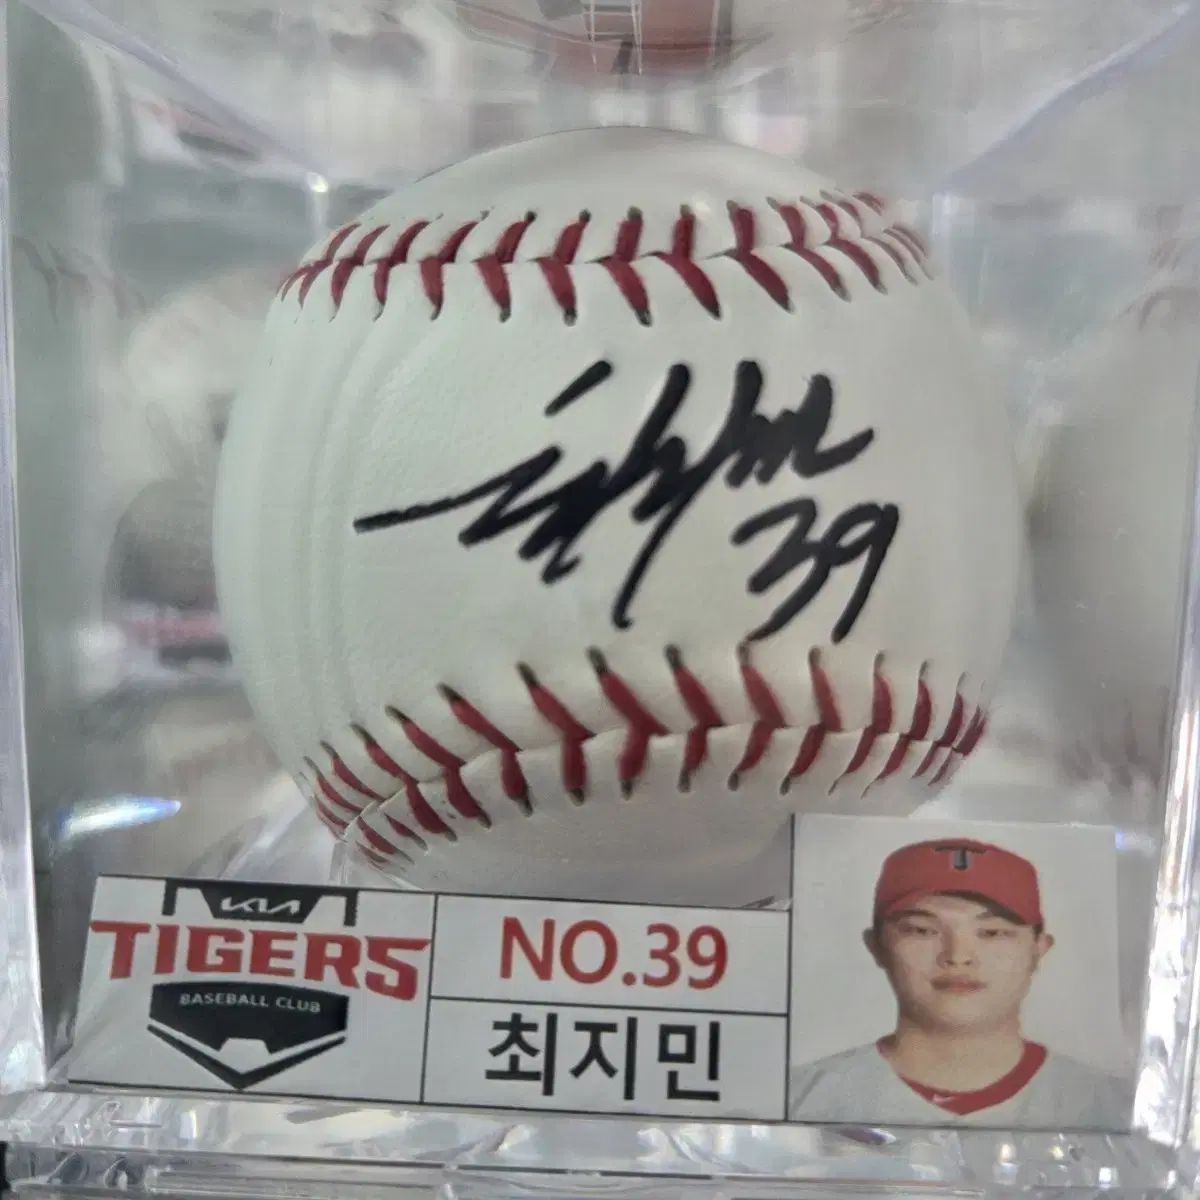 39
KIA
TIGERS
BASEBALL CLUB
NO.39
최지민
T